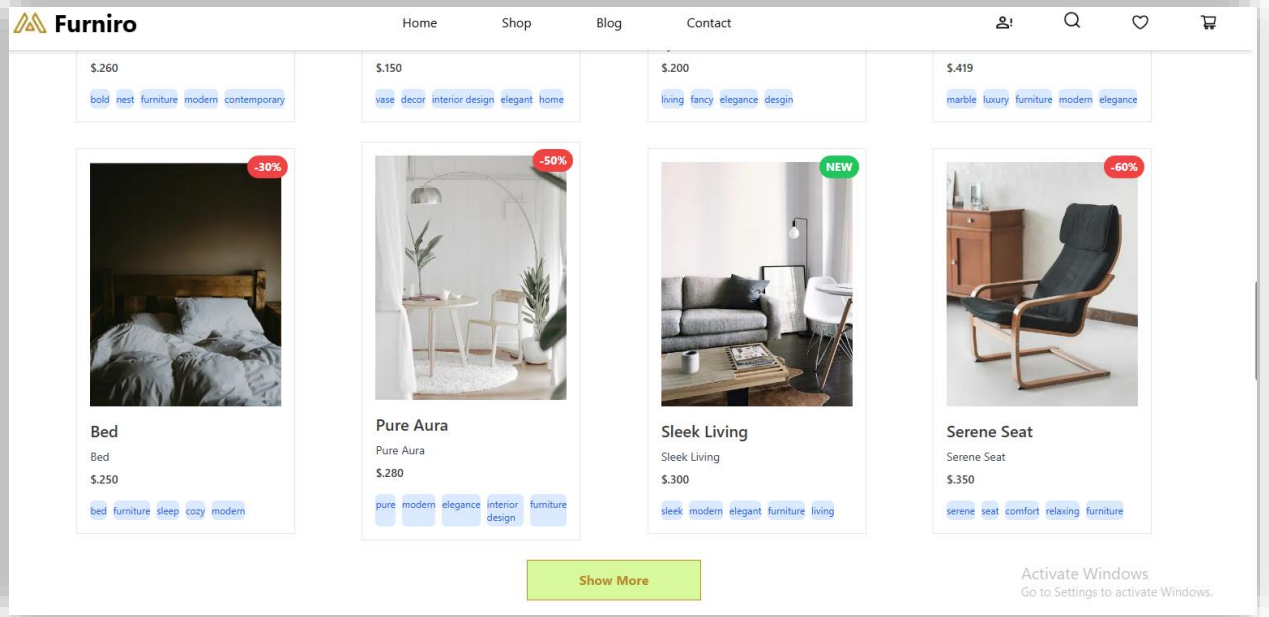 Furniro
Home Shop Blog Contact
$.260
bold nest furniture modern contemporary
$.150
vase decor interior design elegant home
$.200
living fancy elegance desgin
$.419
marble luxury furniture modern elegance
-30%
Bed
Bed
$.250
bed furniture sleep cozy modern
-50%
Pure Aura
Pure Aura
$.280
pure modern elegance interior design furniture
NEW
Sleek Living
Sleek Living
$.300
sleek modern elegant furniture living
-60%
Serene Seat
Serene Seat
$.350
serene seat comfort relaxing furniture
Show More
Activate Windows
Go to Settings to activate Windows.